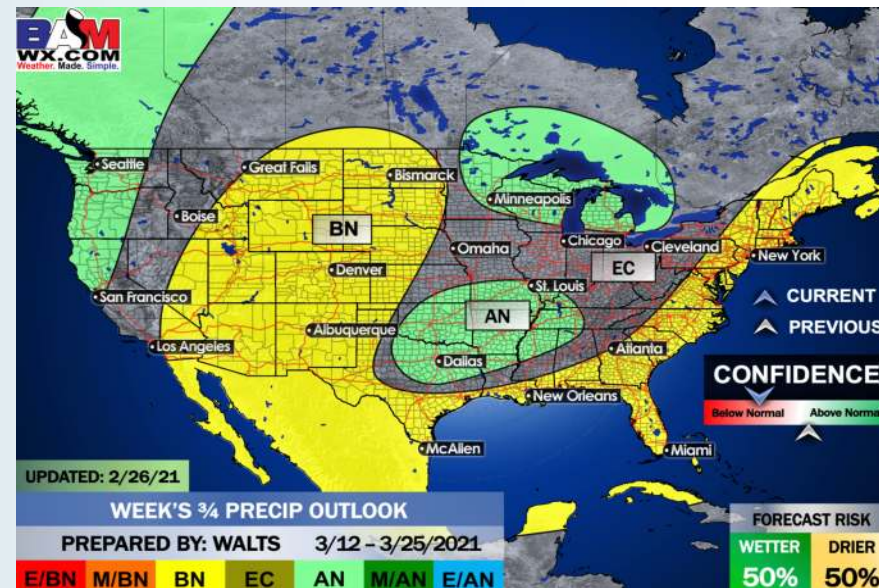 BAM
WX.COM
Weather. Made. Simple.
Seattle
Great Falls
Bismarck
Minneapolis
Boise
BN
Omaha
Chicago
Cleveland
New York
EC
Denver
St. Louis
San Francisco
CURRENT
AN
PREVIOUS
Los Angeles
Albuquerque
Dallas
Atlanta
CONFIDENCE
Below Normal
Above Norma
New Orleans
McAllen
Miami
UPDATED: 2/26/21
WEEK'S ¾ PRECIP OUTLOOK
PREPARED BY: WALTS 3/12 – 3/25/2021
E/BN M/BN BN EC AN M/AN E/AN
FORECAST RISK
WETTER DRIER
50% 50%